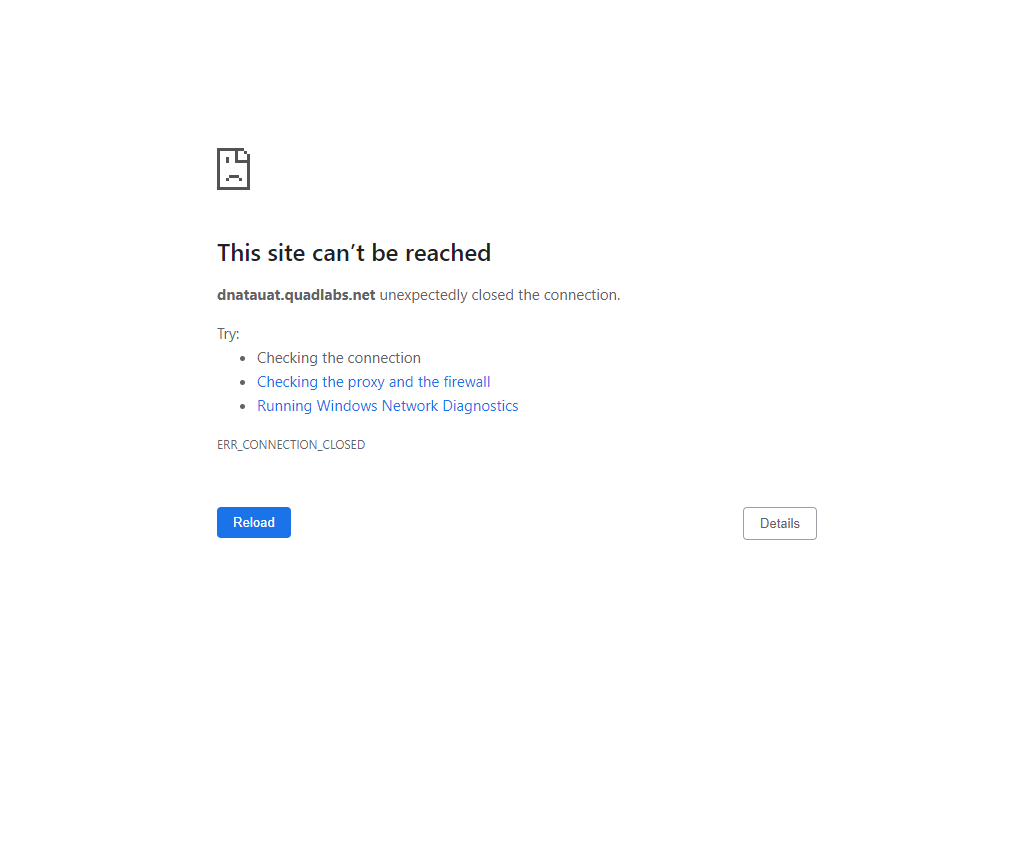 This site can’t be reached
dnatauat.quadlabs.net unexpectedly closed the connection.
Try:
Checking the connection
Checking the proxy and the firewall
Running Windows Network Diagnostics
ERR_CONNECTION_CLOSED
Reload
Details